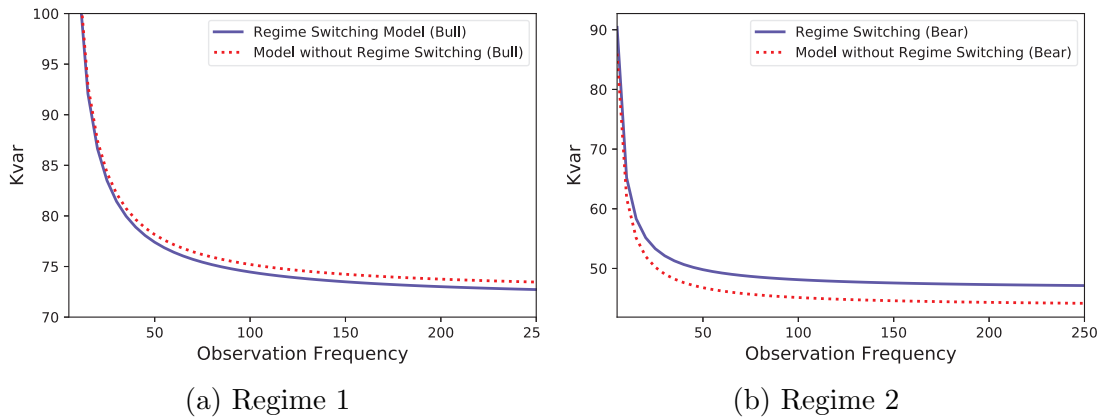 100
95
90
85
80
75
70
Kvar
Regime Switching Model (Bull)
Model without Regime Switching (Bull)
50
100
150
200
250
Observation Frequency
(a) Regime 1
90
80
70
60
50
Kvar
Regime Switching (Bear)
Model without Regime Switching (Bear)
50
100
150
200
250
Observation Frequency
(b) Regime 2